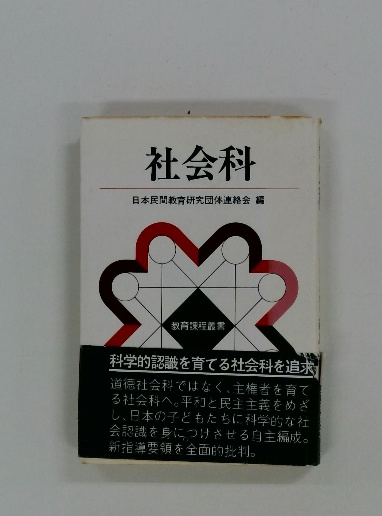 社会科
日本民間教育研究団体連絡会 編
教育課程叢書
科学的認識を育てる社会科を追求
道徳社会科ではなく、主権者を育て
る社会科へ。平和と民主主義をめざ
し、日本の子どもたちに科学的な社
会認識を身につけさせる自主編成。
新指導要領を全面的批判。